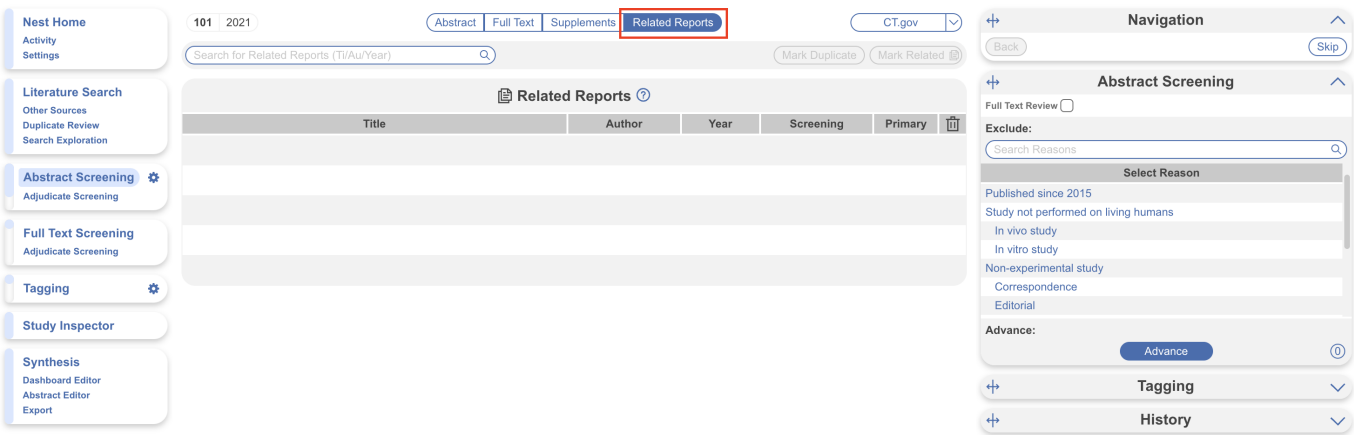 Nest Home
Activity
Settings
Literature Search
Other Sources
Duplicate Review
Search Exploration
Abstract Screening
Adjudicate Screening
Full Text Screening
Adjudicate Screening
Tagging
Study Inspector
Synthesis
Dashboard Editor
Abstract Editor
Export
101 2021 Abstract Full Text Supplements Related Reports CT.gov
Search for Related Reports (Ti/Au/Year) Mark Duplicate Mark Related
Related Reports ?
Title Author Year Screening Primary
Navigation
Back Skip
Abstract Screening
Full Text Review
Exclude:
Search Reasons
Select Reason
Published since 2015
Study not performed on living humans
In vivo study
In vitro study
Non-experimental study
Correspondence
Editorial
Advance:
Advance 0
Tagging
History